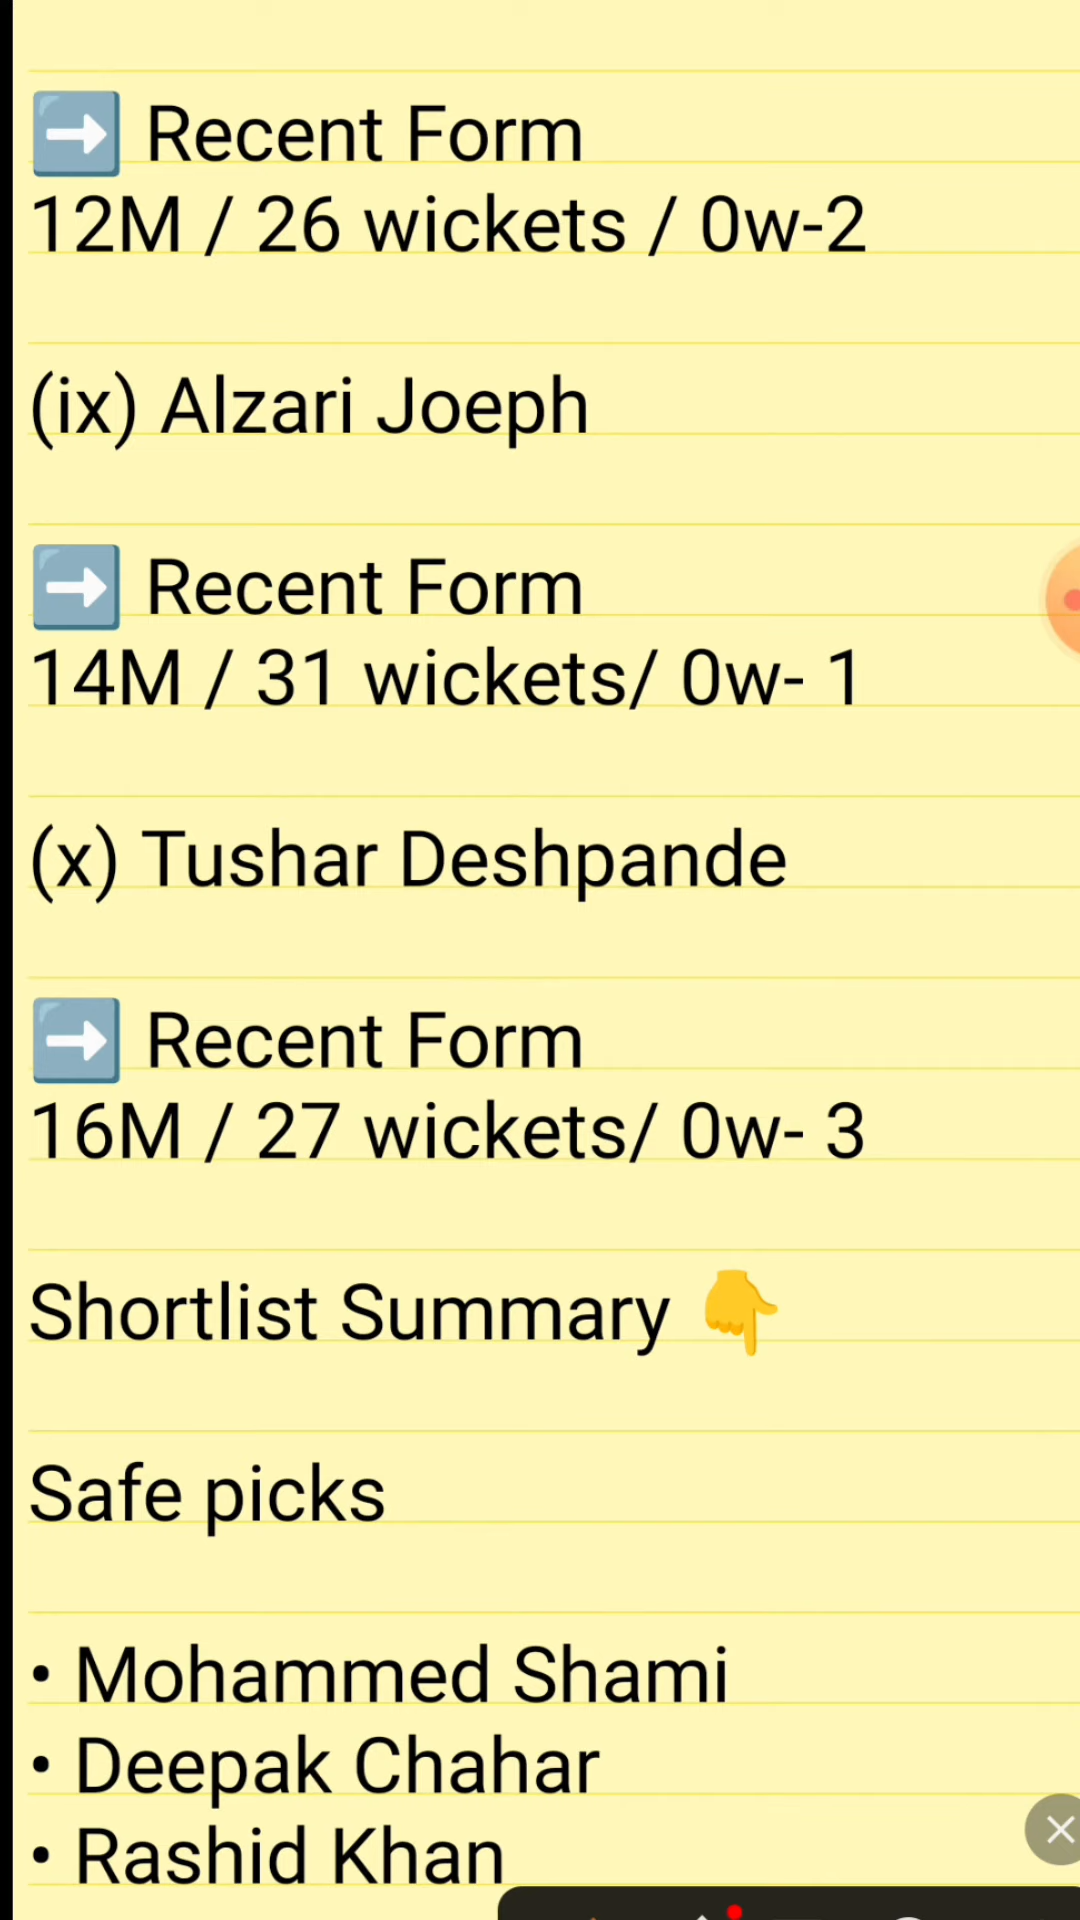 ➡️ Recent Form
12M / 26 wickets / 0w-2
(ix) Alzari Joeph
➡️ Recent Form
14M / 31 wickets/ 0w- 1
(x) Tushar Deshpande
➡️ Recent Form
16M / 27 wickets/ 0w- 3
Shortlist Summary 👇
Safe picks
• Mohammed Shami
• Deepak Chahar
• Rashid Khan